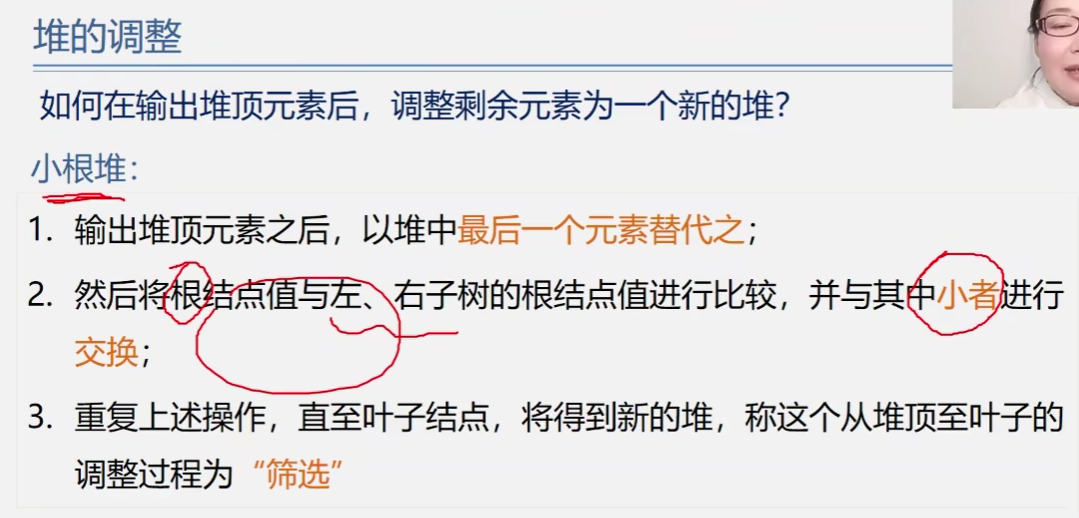 堆的调整
如何在输出堆顶元素后，调整剩余元素为一个新的堆？
小根堆：
1. 输出堆顶元素之后，以堆中最后一个元素替代之；
2. 然后将根结点值与左、右子树的根结点值进行比较，并与其中小者进行
交换；
3. 重复上述操作，直至叶子结点，将得到新的堆，称这个从堆顶至叶子的
调整过程为“筛选”